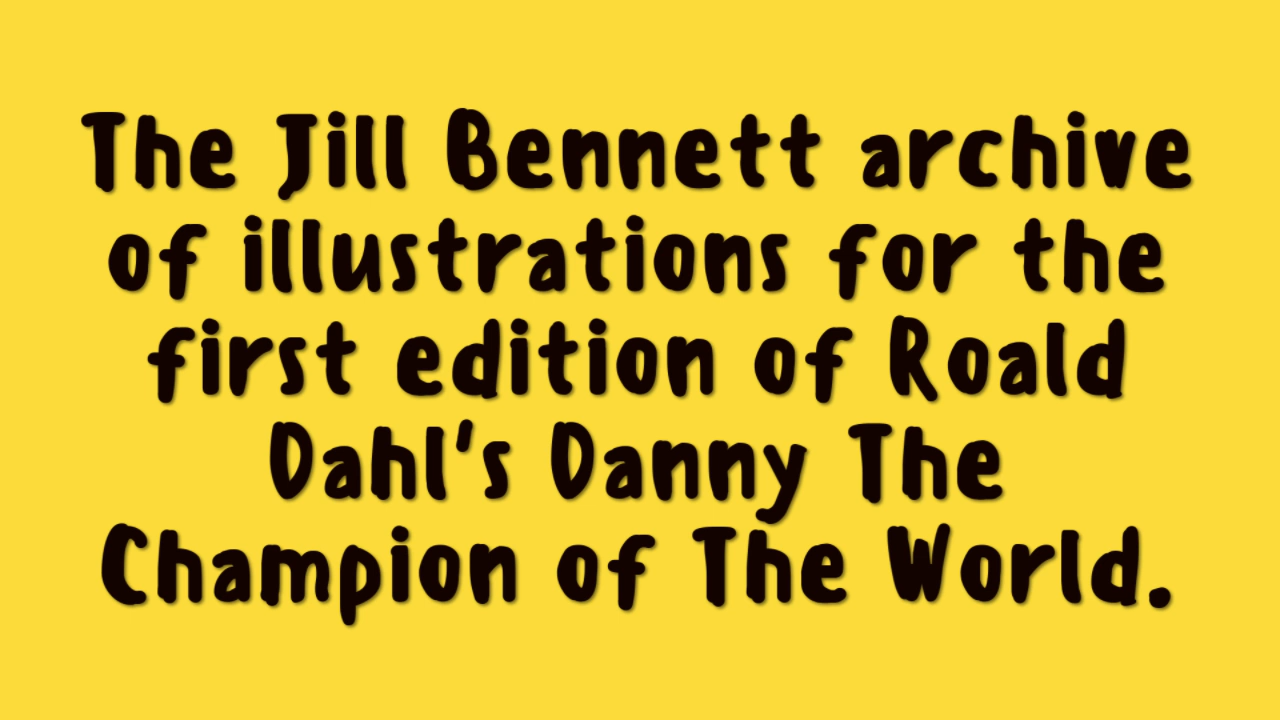 The Jill Bennett archive
of illustrations for the
first edition of Roald
Dahl's Danny The
Champion of The World.